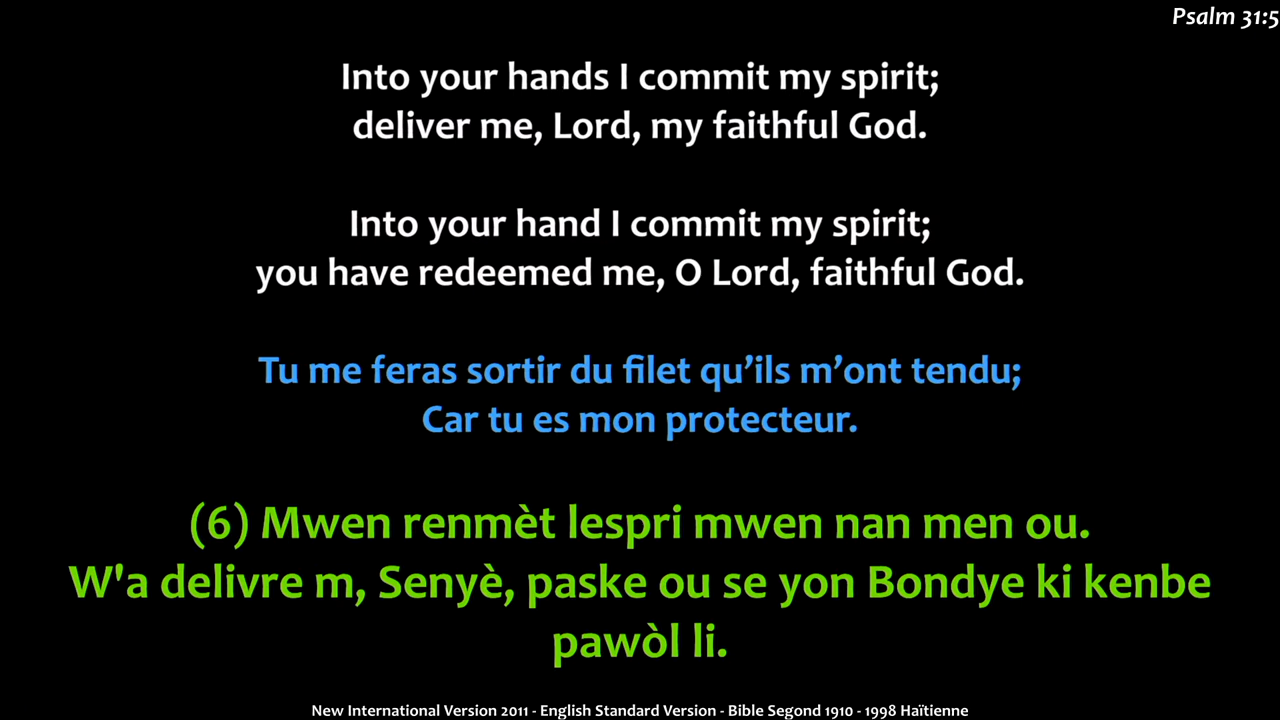 Psalm 31:5
Into your hands I commit my spirit;
deliver me, Lord, my faithful God.
Into your hand I commit my spirit;
you have redeemed me, O Lord, faithful God.
Tu me feras sortir du filet qu’ils m’ont tendu;
Car tu es mon protecteur.
(6) Mwen renmèt lespri mwen nan men ou.
W'a delivre m, Senyè, paske ou se yon Bondye ki kenbe
pawòl li.
New International Version 2011 - English Standard Version - Bible Segond 1910 - 1998 Haïtienne